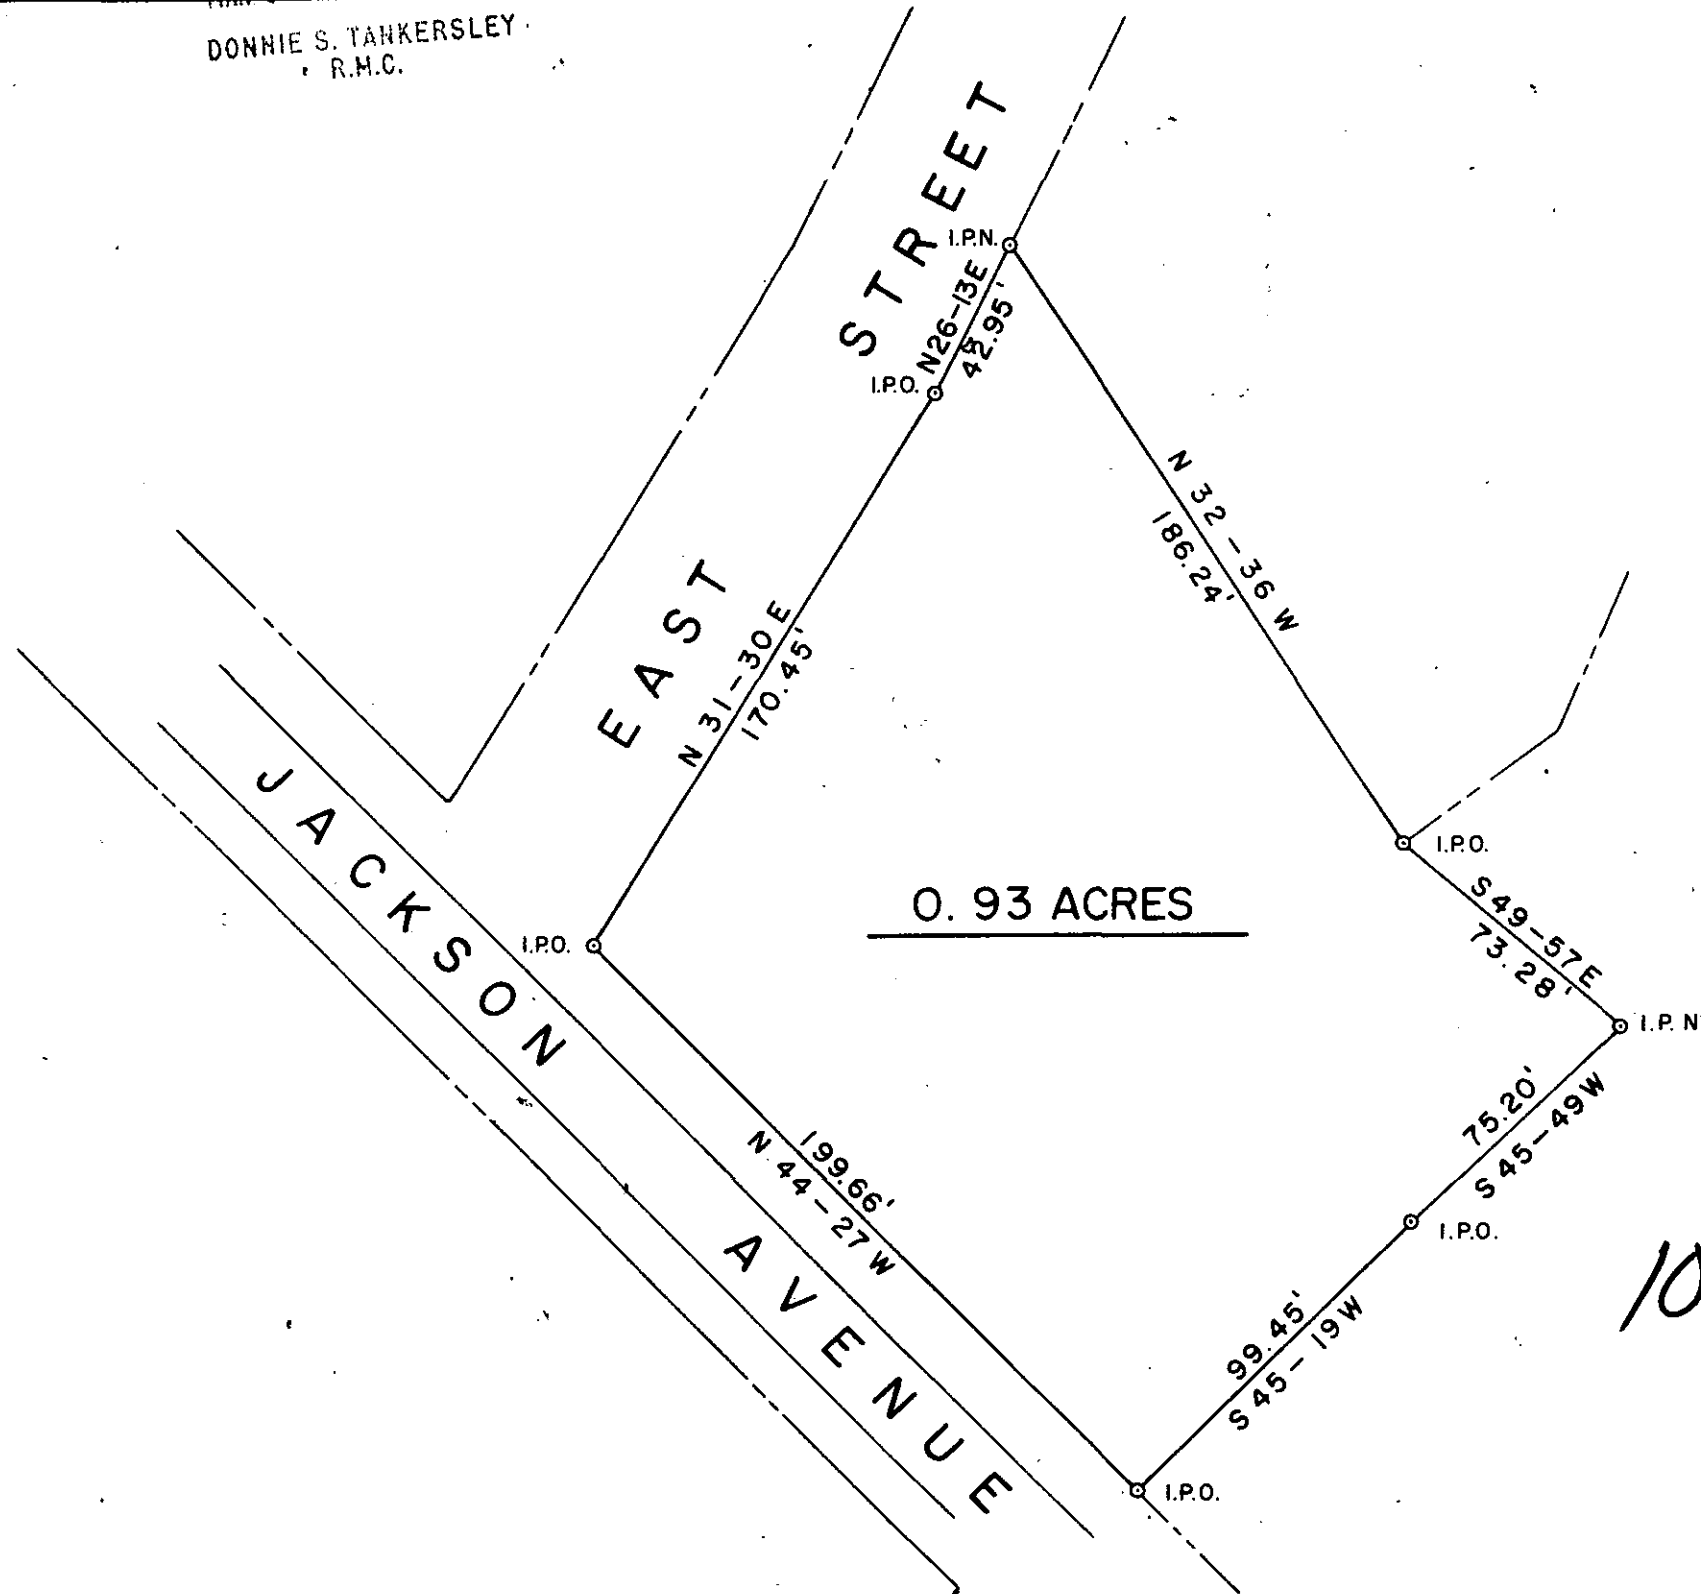 DONNIE S. TANKERSLEY
R.M.C.
EAST STREET
I.P.N.
N26-13E
42.95'
I.P.O.
N 32-36 W
186.24'
N 31-30 E
170.45'
I.P.O.
S 49-57 E
73.28'
0.93 ACRES
I.P.O.
I.P. N
JACKSON AVENUE
75.20'
S 45-49 W
199.66'
N 44-27 W
I.P.O.
10
99.45'
S 45-19 W
I.P.O.